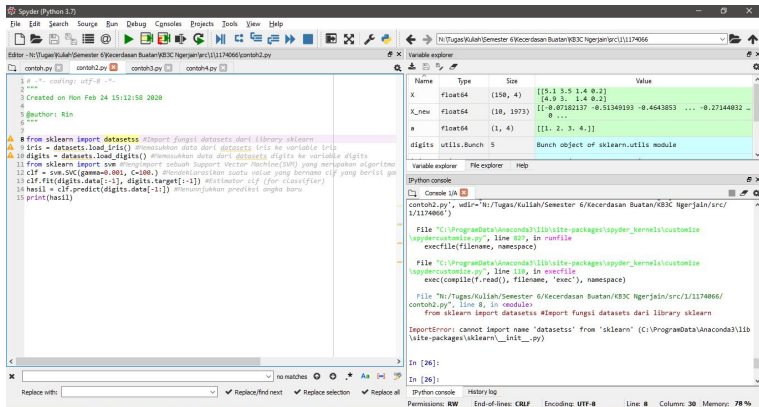 Spyder (Python 3.7)
File Edit Search Source Run Debug Consoles Projects Tools View Help
N:\Tugas\Kuliah\Semester 6\Kecerdasan Buatan\KB3C Ngerjain\src\1\1174066
Editor - N:\Tugas\Kuliah\Semester 6\Kecerdasan Buatan\KB3C Ngerjain\src\1\1174066\contoh2.py
contoh.py contoh2.py contoh3.py contoh4.py
1 # -*- coding: utf-8 -*-
2 """
3 Created on Mon Feb 24 15:12:58 2020
4
5 @author: Rin
6 """
7
8 from sklearn import datasetss #Import fungsi datasets dari library sklearn
9 iris = datasets.load_iris() #Memasukkan data dari datasets iris ke variable iris
10 digits = datasets.load_digits() #Memasukkan data dari datasets digits ke variable digits
11 from sklearn import svm #Mengimport sebuah Support Vector Machine(SVM) yang merupakan algoritma
12 clf = svm.SVC(gamma=0.001, C=100.) #Mendeklarasikan suatu value yang bernama clf yang berisi gam
13 clf.fit(digits.data[:-1], digits.target[:-1]) #Estimator clf (for classifier)
14 hasil = clf.predict(digits.data[-1:]) #Menunjukkan prediksi angka baru
15 print(hasil)
no matches Aa
Replace with: Replace/find next Replace selection Replace all
Variable explorer
Name Type Size Value
X float64 (150, 4) [[5.1 3.5 1.4 0.2]
[4.9 3. 1.4 0.2]
X_new float64 (10, 1973) [[-0.07182137 -0.51349193 -0.4643853 ... -0.27144032 ...
0 ...
a float64 (1, 4) [[1. 2. 3. 4.]]
digits utils.Bunch 5 Bunch object of sklearn.utils module
Variable explorer File explorer Help
IPython console
Console 1/A
contoh2.py', wdir='N:/Tugas/Kuliah/Semester 6/Kecerdasan Buatan/KB3C Ngerjain/src/
1/1174066')
File "C:\ProgramData\Anaconda3\lib\site-packages\spyder_kernels\customize
\spydercustomize.py", line 827, in runfile
execfile(filename, namespace)
File "C:\ProgramData\Anaconda3\lib\site-packages\spyder_kernels\customize
\spydercustomize.py", line 110, in execfile
exec(compile(f.read(), filename, 'exec'), namespace)
File "N:/Tugas/Kuliah/Semester 6/Kecerdasan Buatan/KB3C Ngerjain/src/1/1174066/
contoh2.py", line 8, in <module>
from sklearn import datasetss #Import fungsi datasets dari library sklearn
ImportError: cannot import name 'datasetss' from 'sklearn' (C:\ProgramData\Anaconda3\lib
\site-packages\sklearn\__init__.py)
In [26]:
In [26]:
IPython console History log
Permissions: RW End-of-lines: CRLF Encoding: UTF-8 Line: 8 Column: 30 Memory: 78 %